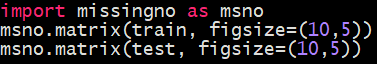 import missingno as msno
msno.matrix(train, figsize=(10,5))
msno.matrix(test, figsize=(10,5))